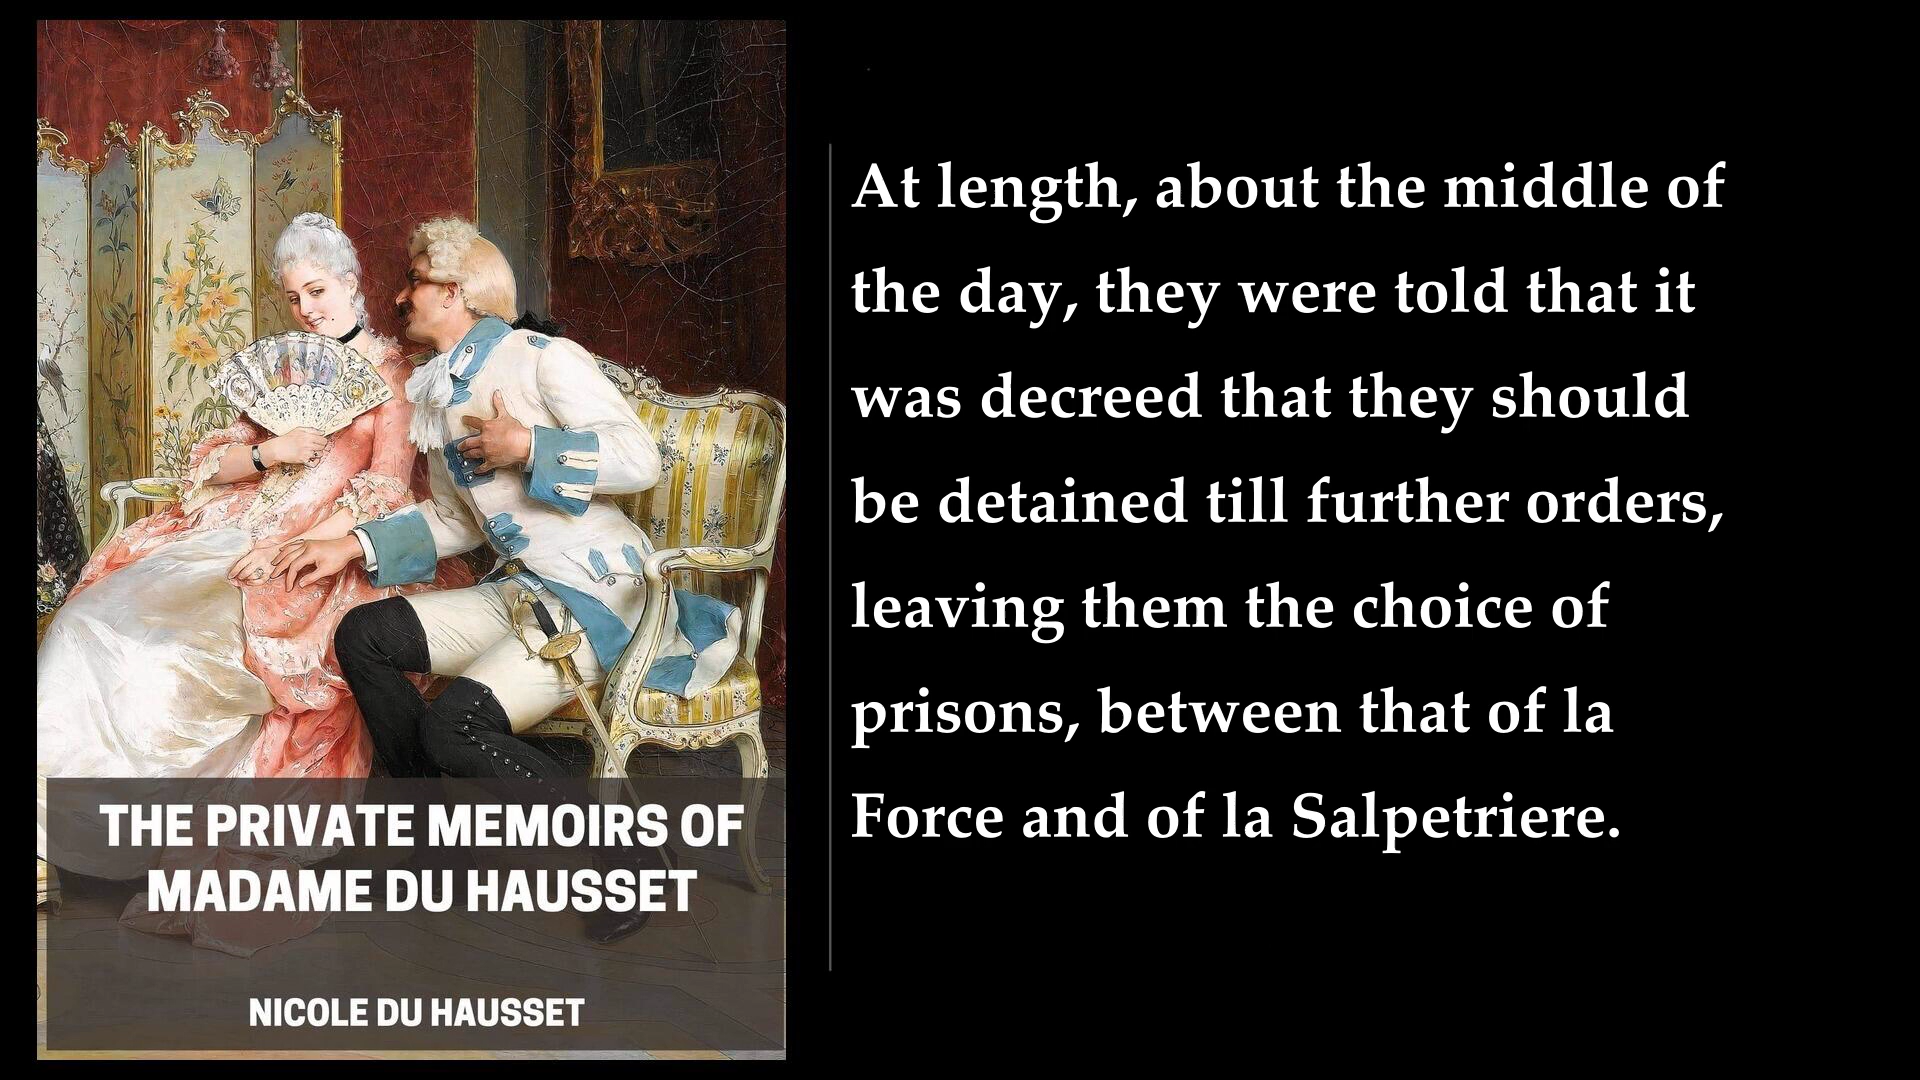 THE PRIVATE MEMOIRS OF
MADAME DU HAUSSET
NICOLE DU HAUSSET
At length, about the middle of
the day, they were told that it
was decreed that they should
be detained till further orders,
leaving them the choice of
prisons, between that of la
Force and of la Salpetriere.